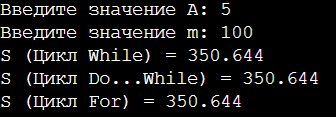 Введите значение A: 5
Введите значение m: 100
S (Цикл While) = 350.644
S (Цикл Do...While) = 350.644
S (Цикл For) = 350.644